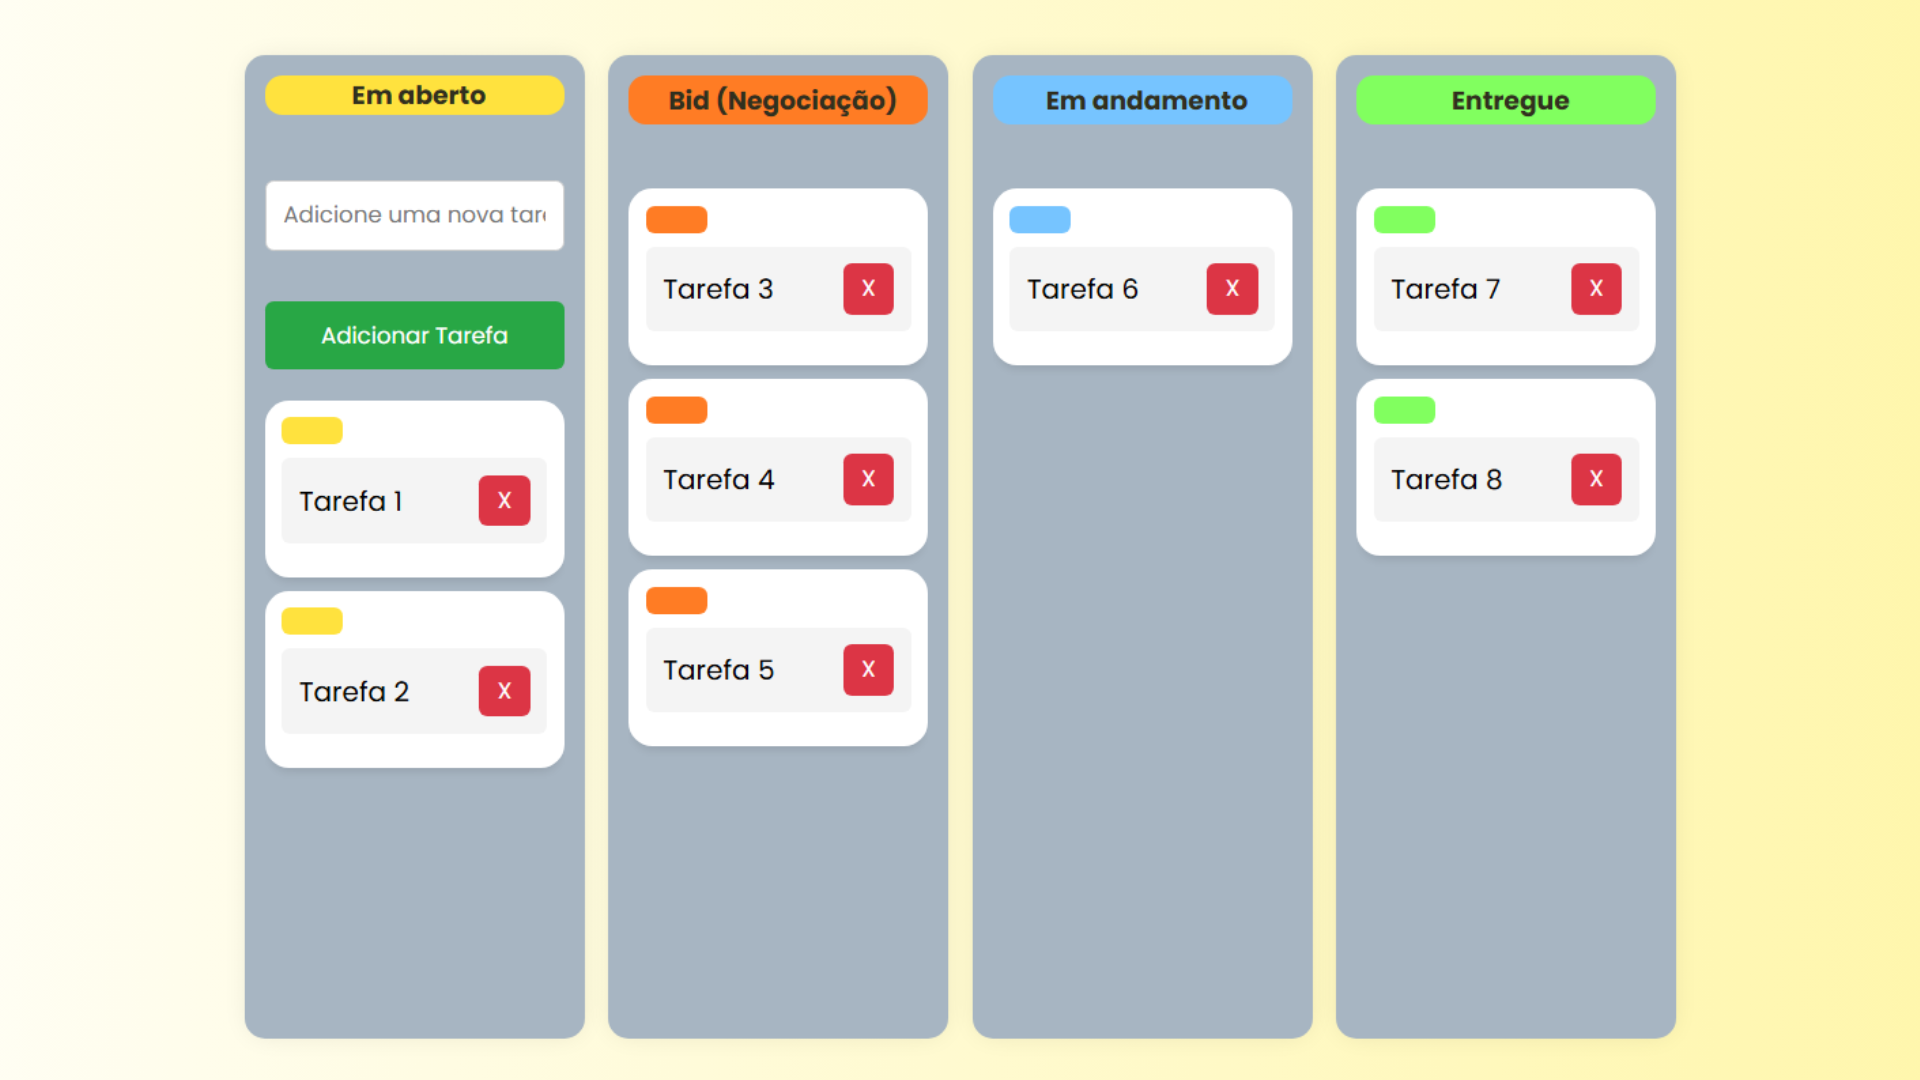 Em aberto
Adicione uma nova tar
Adicionar Tarefa
Tarefa 1
X
Tarefa 2
X
Bid (Negociação)
Tarefa 3
X
Tarefa 4
X
Tarefa 5
X
Em andamento
Tarefa 6
X
Entregue
Tarefa 7
X
Tarefa 8
X